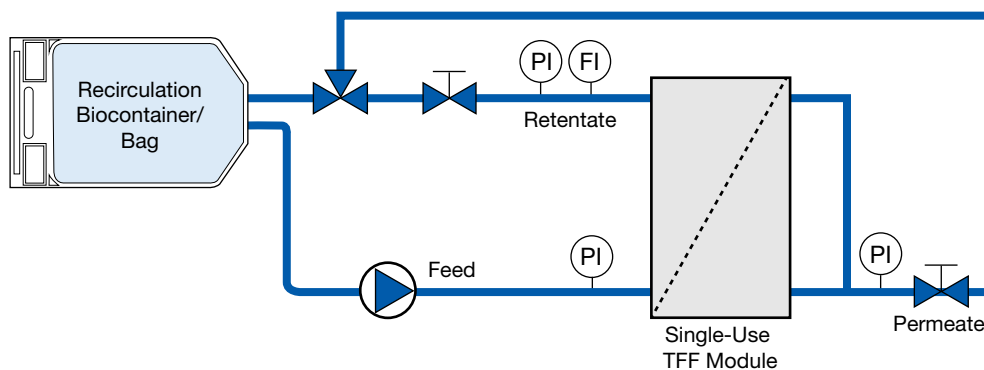 Recirculation
Biocontainer/
Bag
PI
FI
Retentate
Feed
PI
PI
Permeate
Single-Use
TFF Module